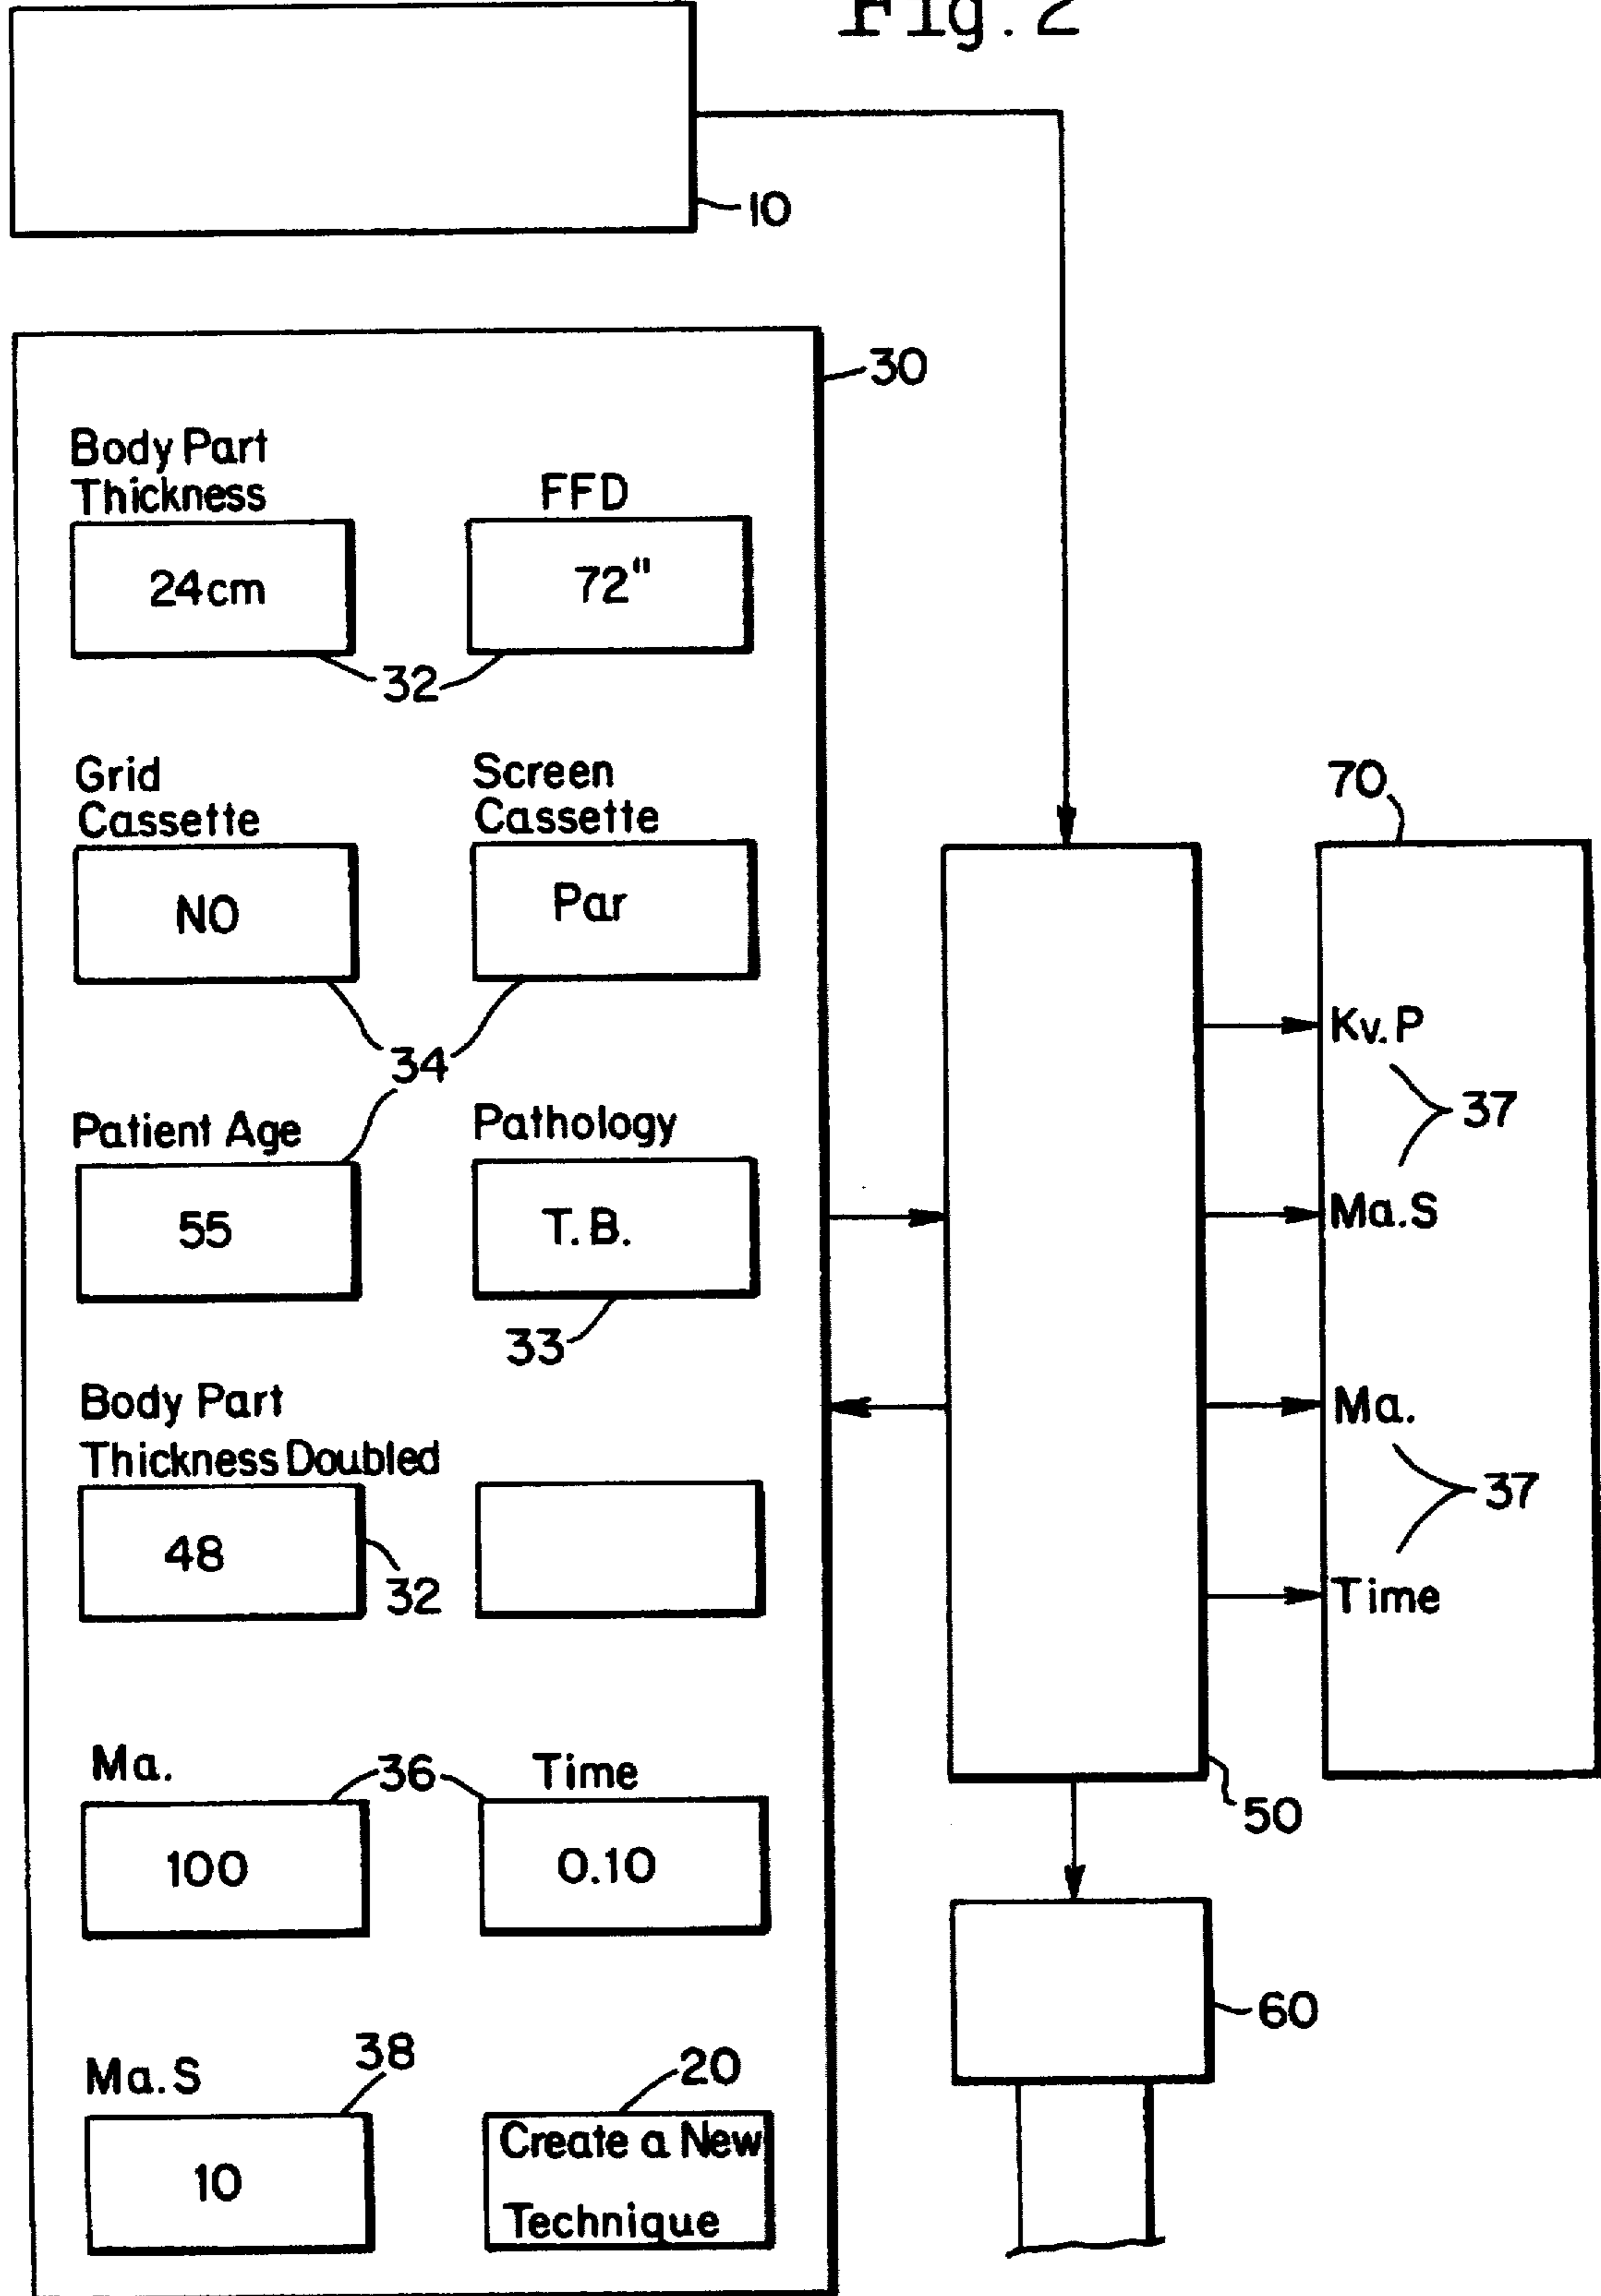 Fig. 2
10
30
Body Part
Thickness
FFD
24cm
72"
32
Grid
Cassette
Screen
Cassette
NO
Par
34
Patient Age
Pathology
55
T.B.
33
Body Part
Thickness Doubled
48
32
Ma.
36
Time
100
0.10
Ma.S
38
20
10
Create a New
Technique
70
Kv.P
37
Ma.S
Ma.
37
Time
50
60